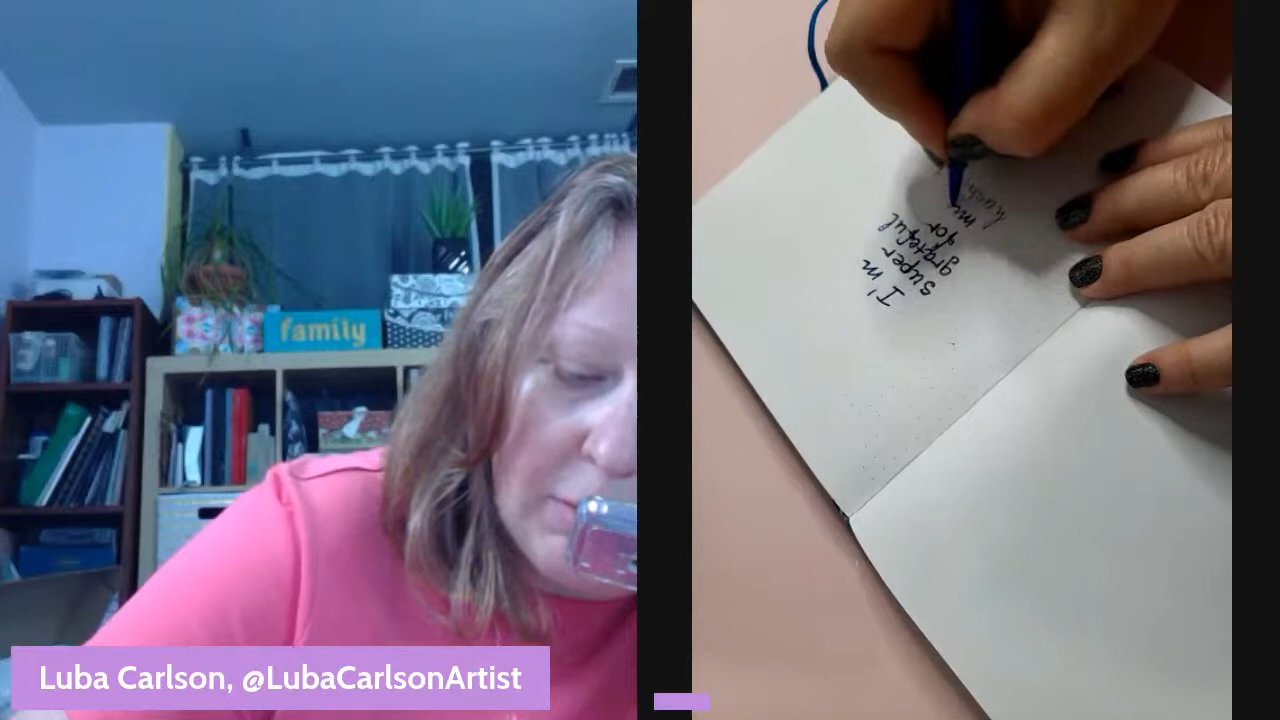 family
Luba Carlson, @LubaCarlsonArtist
I'm
super
grateful
for
my